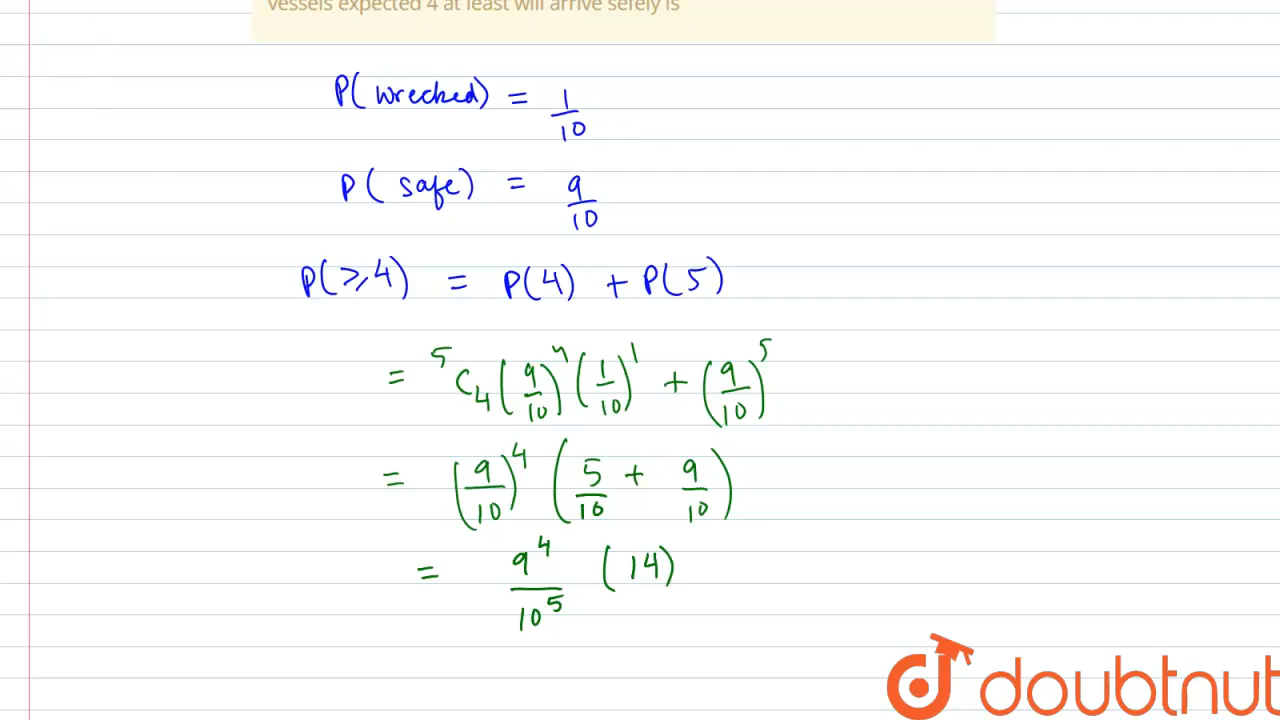 vessels expected 4 at least will arrive sefely is
P(wrecked) = 1/10
P(safe) = 9/10
P(≥4) = P(4) + P(5)
= ⁵C₄ (9/10)⁴ (1/10)¹ + (9/10)⁵
= (9/10)⁴ (5/10 + 9/10)
= 9⁴/10⁵ (14)
doubtnut